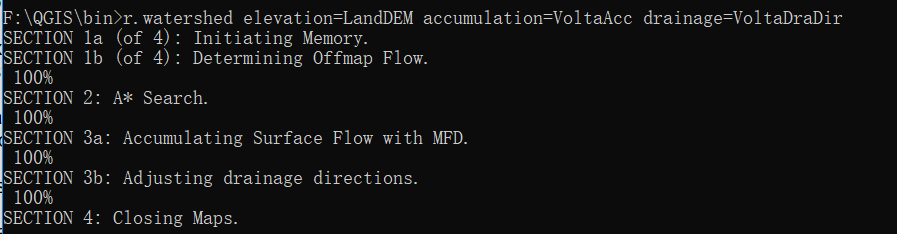 F:\QGIS\bin>r.watershed elevation=LandDEM accumulation=VoltaAcc drainage=VoltaDraDir
SECTION 1a (of 4): Initiating Memory.
SECTION 1b (of 4): Determining Offmap Flow.
100%
SECTION 2: A* Search.
100%
SECTION 3a: Accumulating Surface Flow with MFD.
100%
SECTION 3b: Adjusting drainage directions.
100%
SECTION 4: Closing Maps.